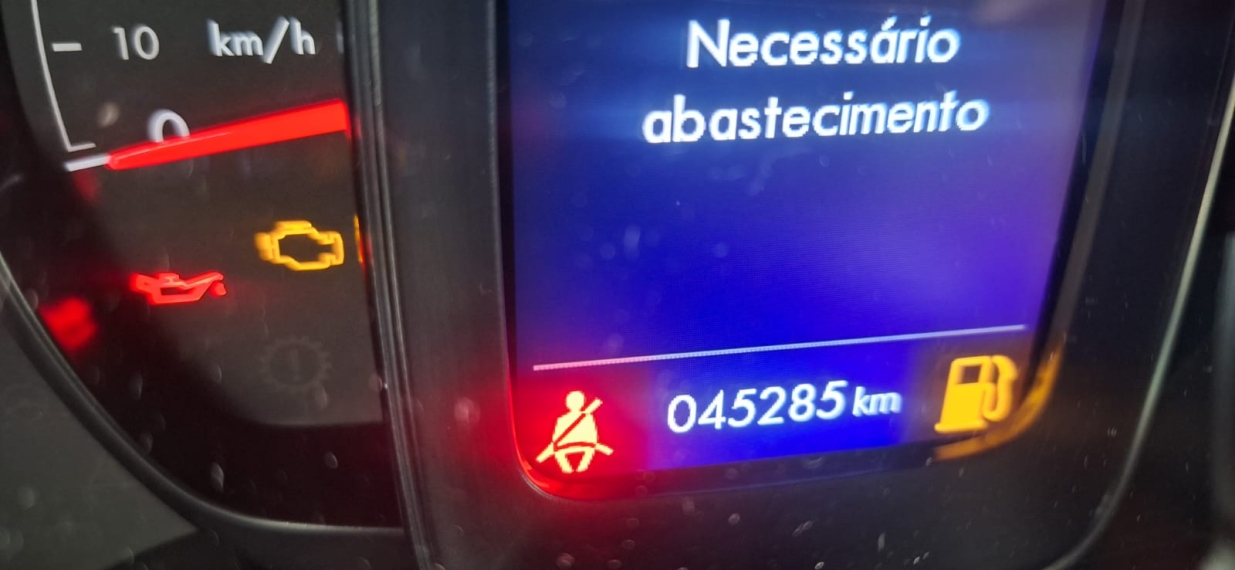 10 km/h
0
Necessário
abastecimento
045285 km